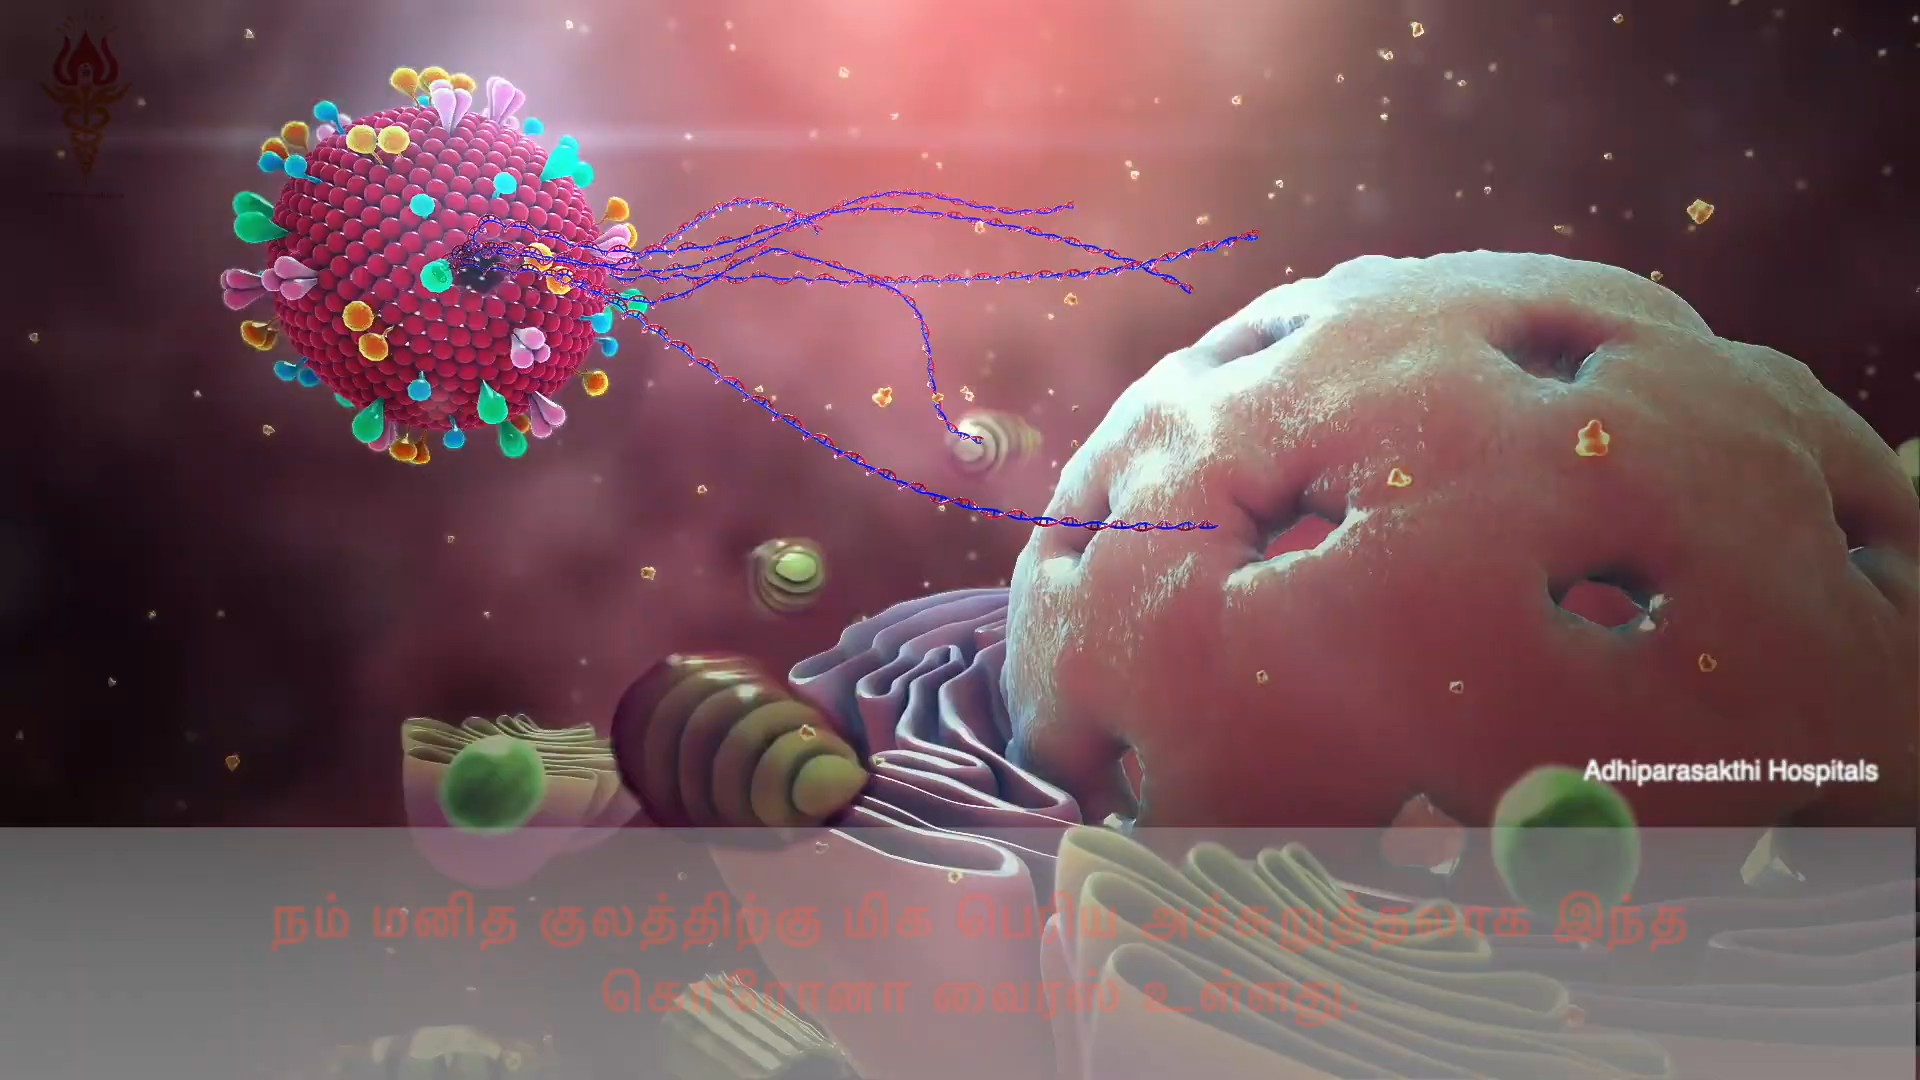 Adhiparasakthi Hospitals
நம் மனித குலத்திற்கு மிக பெரிய அச்சுறுத்தலாக இந்த
கொரோனா வைரஸ் உள்ளது.